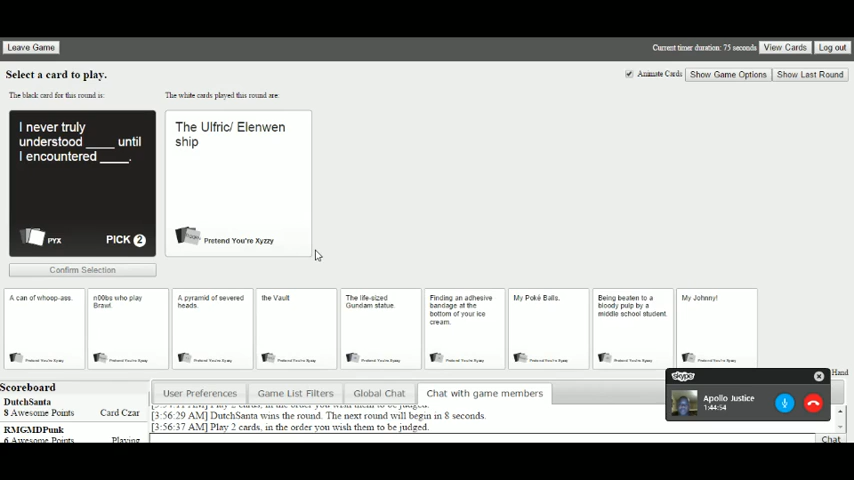 Leave Game
Current timer duration: 75 seconds
View Cards
Log out
Select a card to play.
Animate Cards
Show Game Options
Show Last Round
The black card for this round is:
The white cards played this round are:
I never truly
understood ____ until
I encountered ____.
PYX
PICK 2
The Ulfric/ Elenwen
ship
Pretend You're Xyzzy
Confirm Selection
A can of whoop-ass.
Pretend You're Xyzzy
n00bs who play
Brawl
Pretend You're Xyzzy
A pyramid of severed
heads.
Pretend You're Xyzzy
the Vault
Pretend You're Xyzzy
The life-sized
Gundam statue.
Pretend You're Xyzzy
Finding an adhesive
bandage at the
bottom of your ice
cream.
Pretend You're Xyzzy
My Poké Balls.
Pretend You're Xyzzy
Being beaten to a
bloody pulp by a
middle school student.
Pretend You're Xyzzy
My Johnny!
Pretend You're Xyzzy
Hand
Scoreboard
DutchSanta
8 Awesome Points
Card Czar
RMGMDPunk
6 Awesome Points
Playing
User Preferences
Game List Filters
Global Chat
Chat with game members
[3:56:29 AM] DutchSanta wins the round. The next round will begin in 8 seconds.
[3:56:37 AM] Play 2 cards, in the order you wish them to be judged.
Chat
skype
Apollo Justice
1:44:54